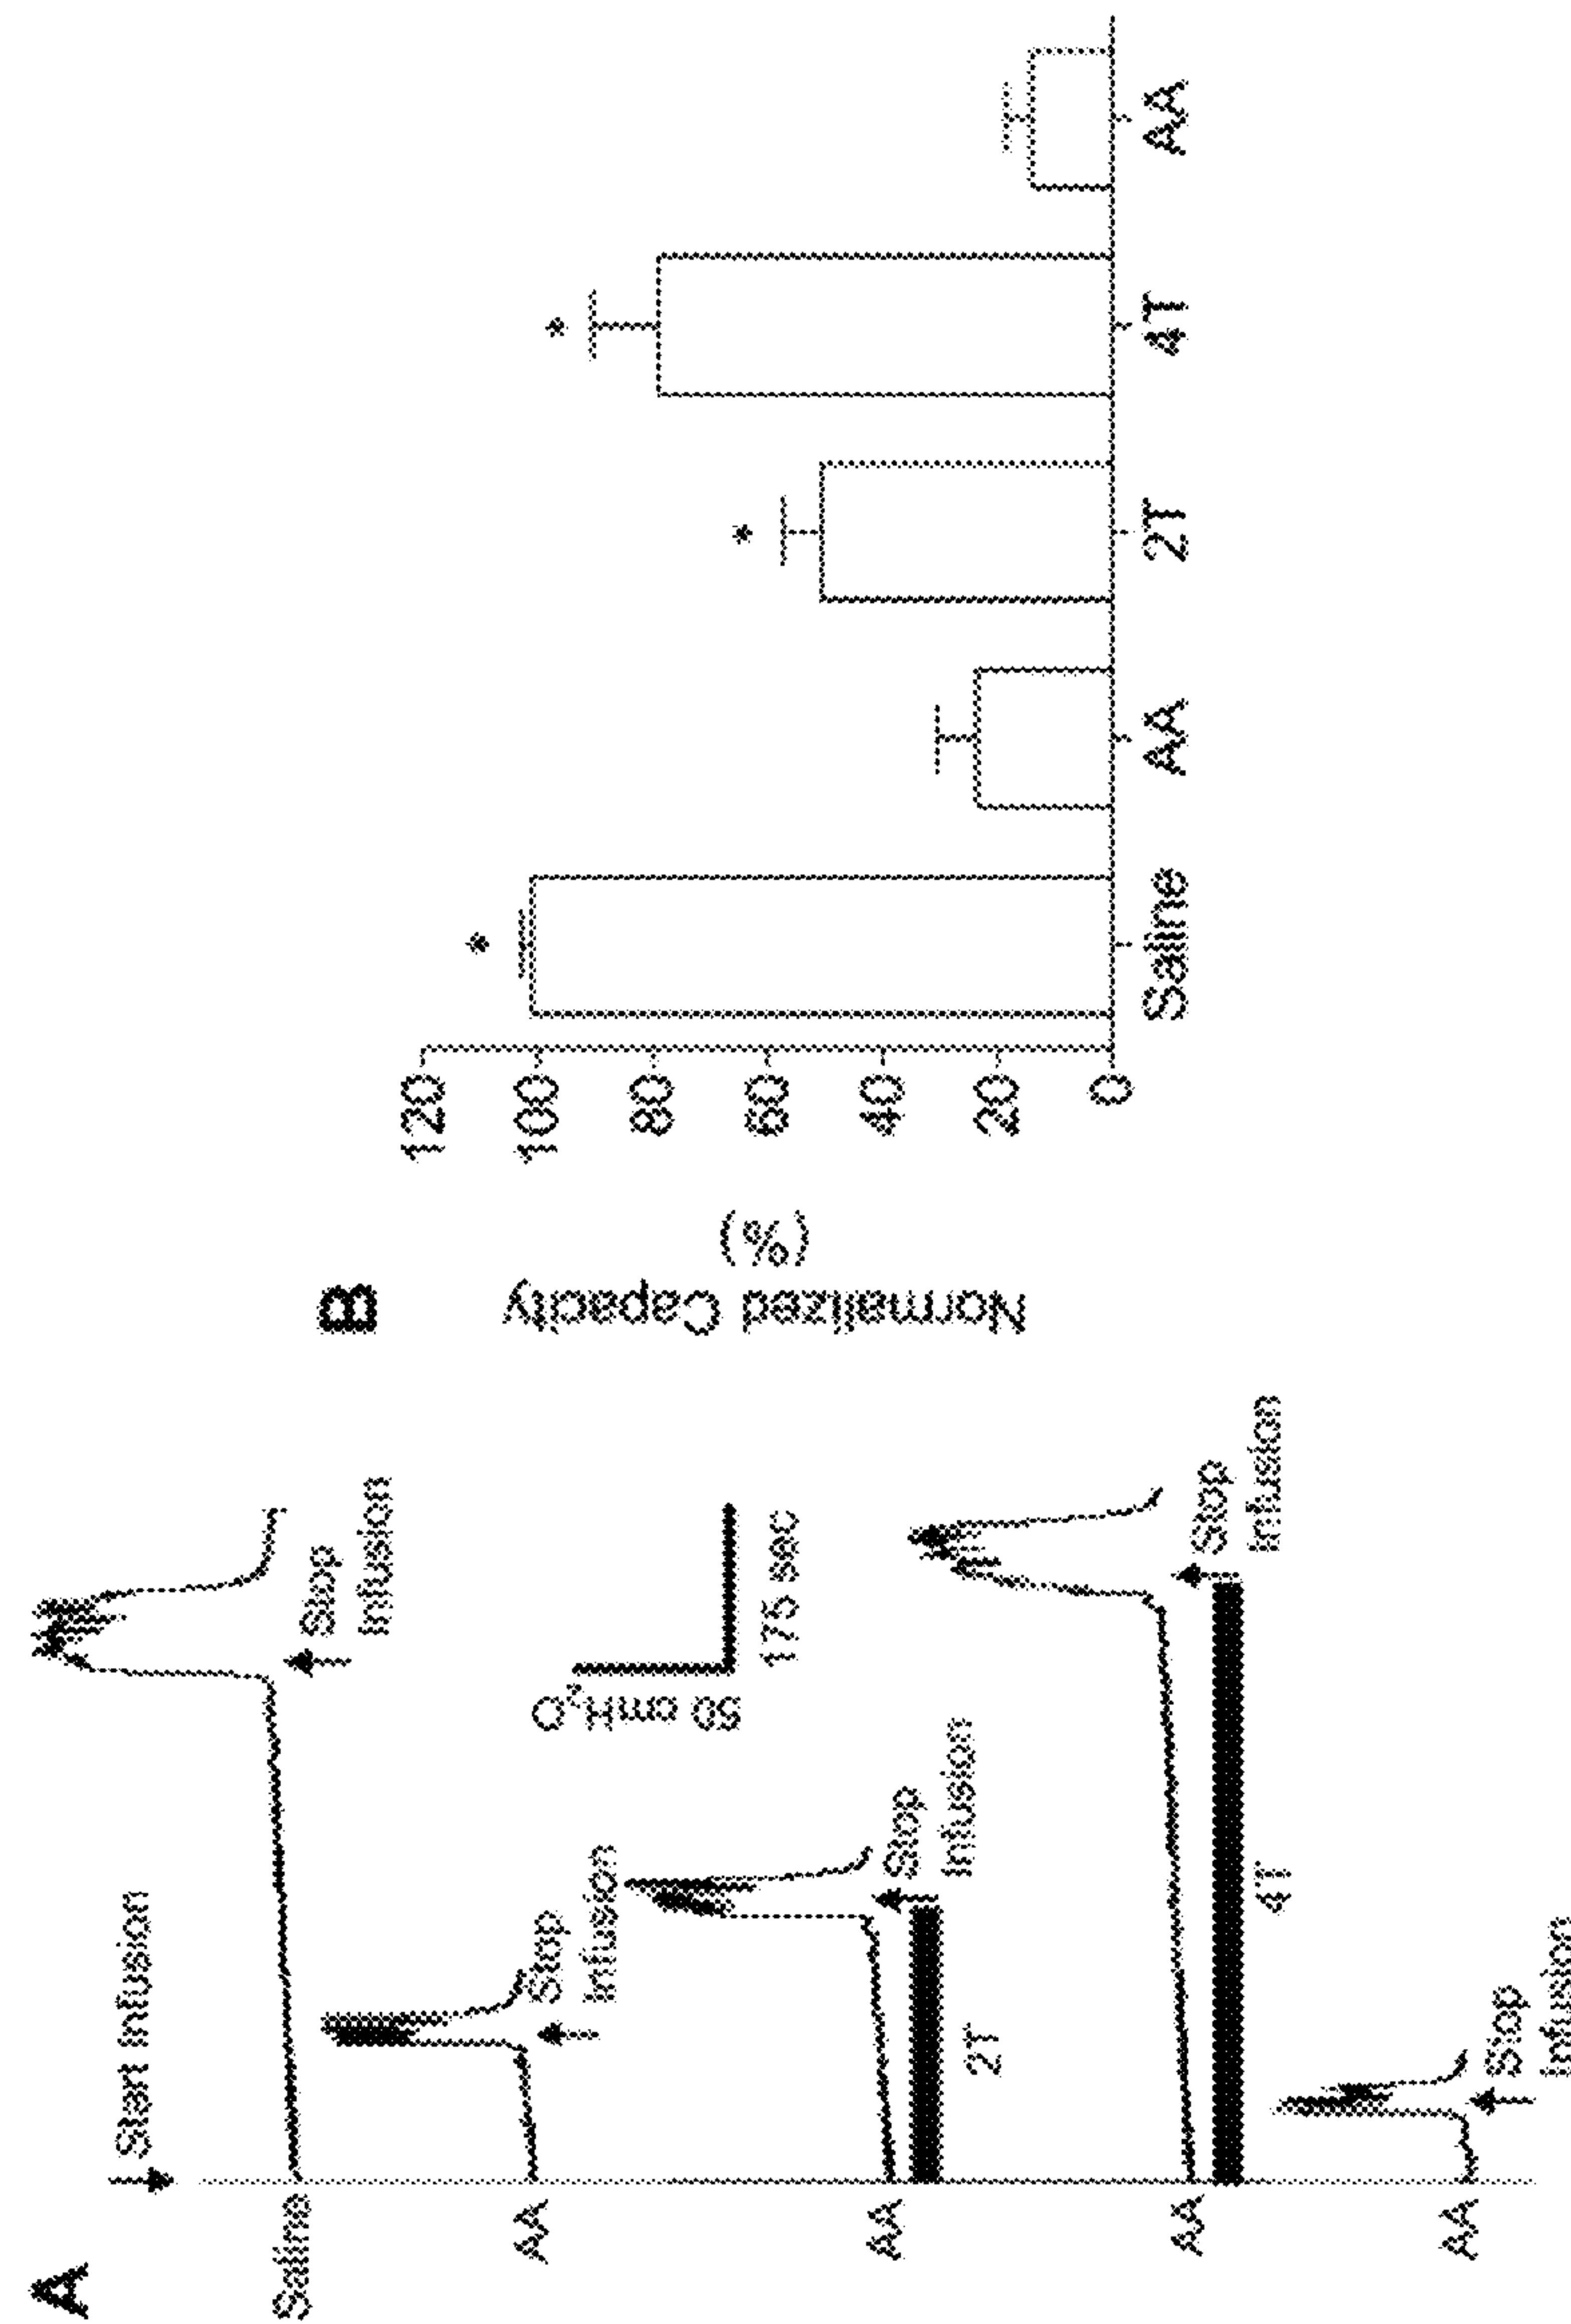 A
Start Infusion
Saline
Stop
Infusion
AA
Stop
Infusion
50 cmH₂O
175 sec
AA
Stop
Infusion
2T
AA
Stop
Infusion
4T
AA
Stop
Infusion
B
Normalized Capacity
(%)
120
100
80
60
40
20
0
*
*
*
Saline
AA
2T
4T
AA